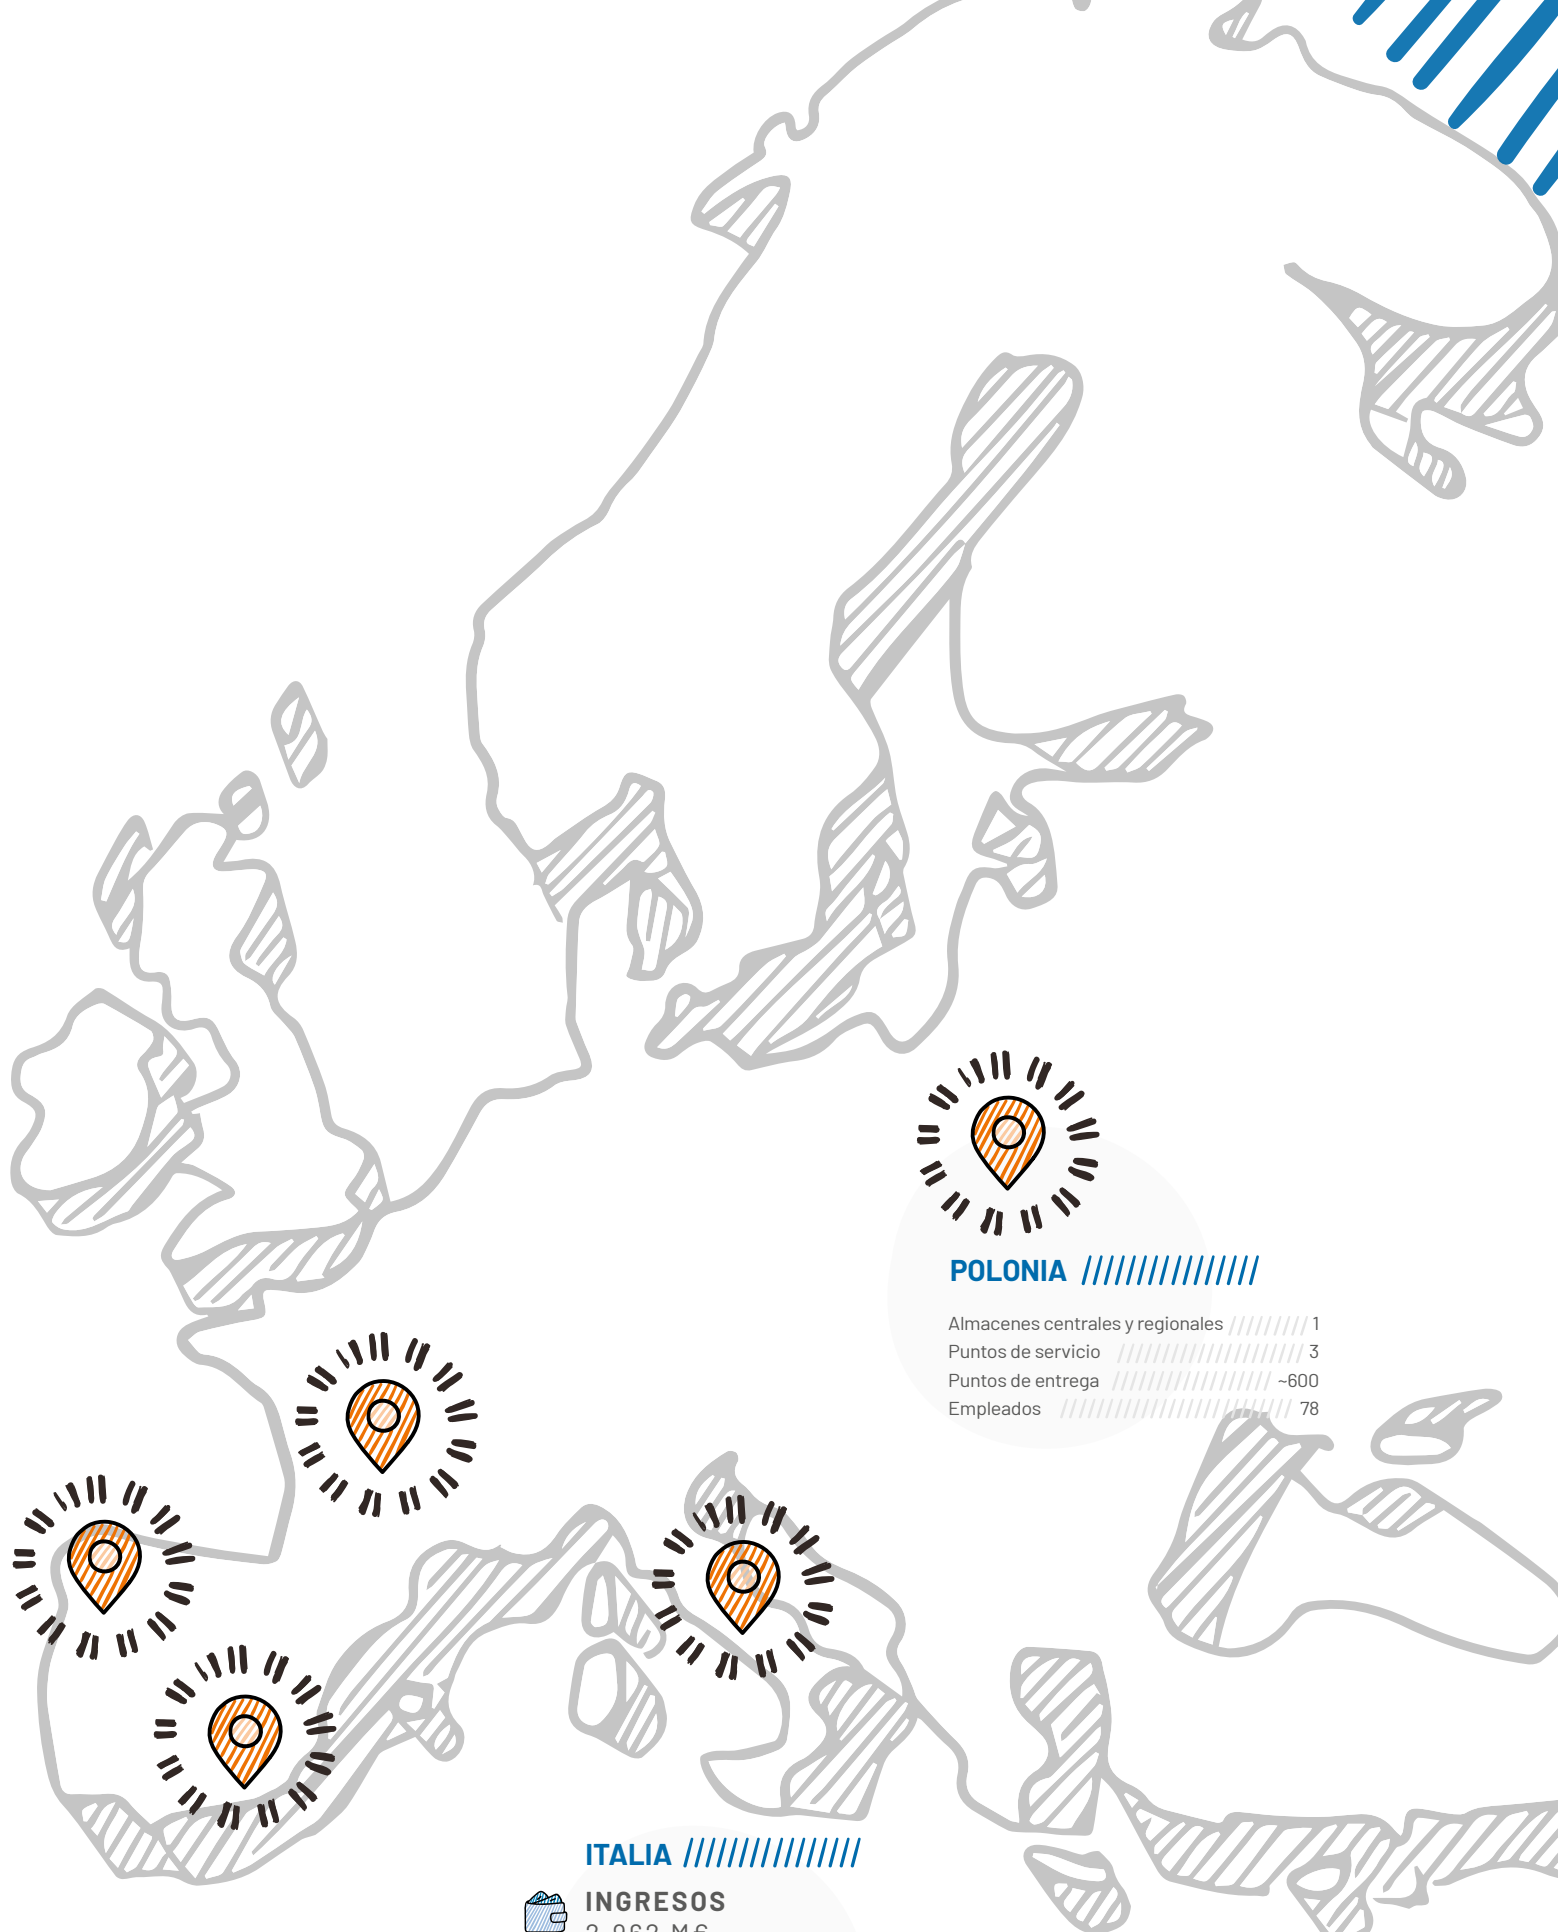 POLONIA
Almacenes centrales y regionales 1
Puntos de servicio 3
Puntos de entrega ~600
Empleados 78
ITALIA
INGRESOS